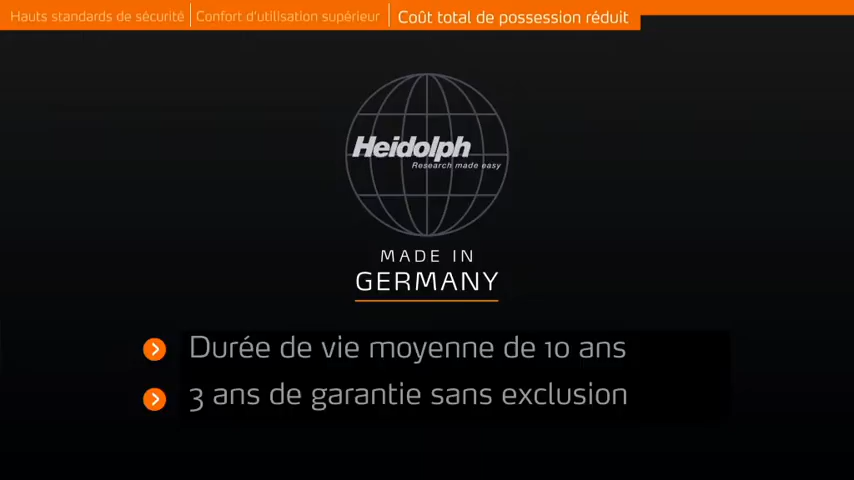 Hauts standards de sécurité Confort d'utilisation supérieur Coût total de possession réduit
Heidolph
Research made easy
MADE IN
GERMANY
Durée de vie moyenne de 10 ans
3 ans de garantie sans exclusion